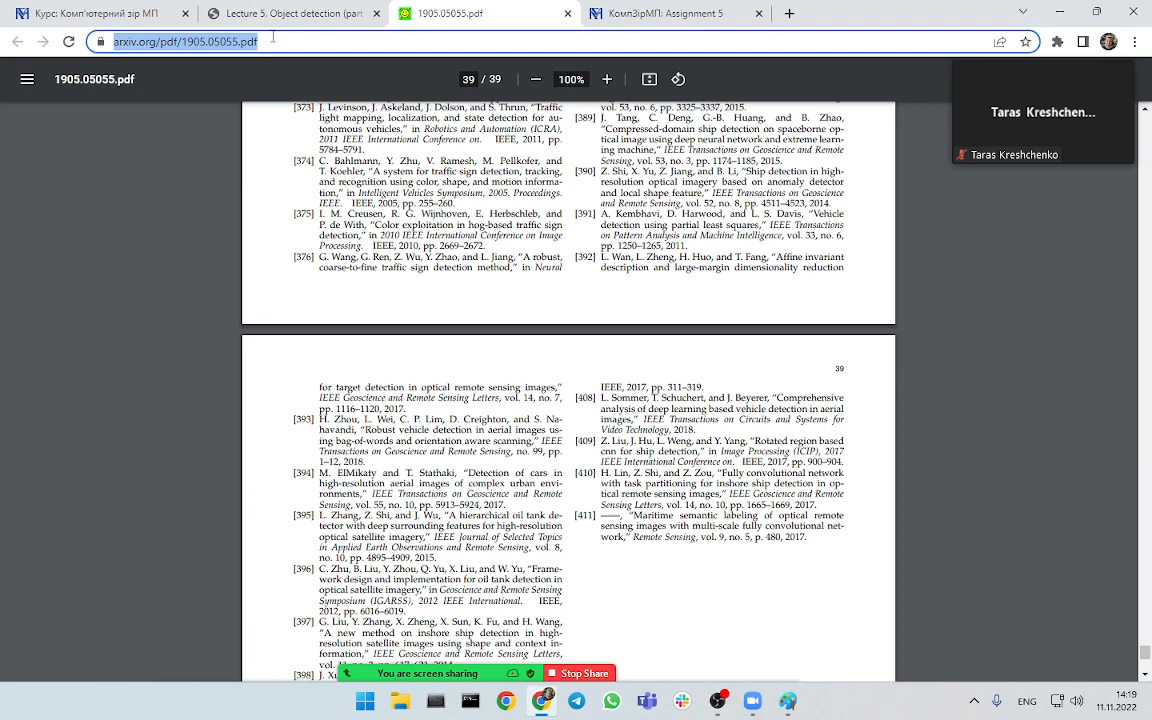 Курс: Комп'ютерний зір МП
Lecture 5. Object detection (part
1905.05055.pdf
КомпЗірМП: Assignment 5
arxiv.org/pdf/1905.05055.pdf
1905.05055.pdf
39 / 39
100%
Taras Kreshchen...
Taras Kreshchenko
[373] J. Levinson, J. Askeland, J. Dolson, and S. Thrun, "Traffic
light mapping, localization, and state detection for au-
tonomous vehicles," in Robotics and Automation (ICRA),
2011 IEEE International Conference on. IEEE, 2011, pp.
5784–5791.
[374] C. Bahlmann, Y. Zhu, V. Ramesh, M. Pellkofer, and
T. Koehler, "A system for traffic sign detection, tracking,
and recognition using color, shape, and motion informa-
tion," in Intelligent Vehicles Symposium, 2005. Proceedings.
IEEE. IEEE, 2005, pp. 255–260.
[375] I. M. Creusen, R. G. Wijnhoven, E. Herbschleb, and
P. de With, "Color exploitation in hog-based traffic sign
detection," in 2010 IEEE International Conference on Image
Processing. IEEE, 2010, pp. 2669–2672.
[376] G. Wang, G. Ren, Z. Wu, Y. Zhao, and L. Jiang, "A robust,
coarse-to-fine traffic sign detection method," in Neural
vol. 53, no. 6, pp. 3325–3337, 2015.
[389] J. Tang, C. Deng, G.-B. Huang, and B. Zhao,
"Compressed-domain ship detection on spaceborne op-
tical image using deep neural network and extreme learn-
ing machine," IEEE Transactions on Geoscience and Remote
Sensing, vol. 53, no. 3, pp. 1174–1185, 2015.
[390] Z. Shi, X. Yu, Z. Jiang, and B. Li, "Ship detection in high-
resolution optical imagery based on anomaly detector
and local shape feature," IEEE Transactions on Geoscience
and Remote Sensing, vol. 52, no. 8, pp. 4511–4523, 2014.
[391] A. Kembhavi, D. Harwood, and L. S. Davis, "Vehicle
detection using partial least squares," IEEE Transactions
on Pattern Analysis and Machine Intelligence, vol. 33, no. 6,
pp. 1250–1265, 2011.
[392] L. Wan, L. Zheng, H. Huo, and T. Fang, "Affine invariant
description and large-margin dimensionality reduction
39
for target detection in optical remote sensing images,"
IEEE Geoscience and Remote Sensing Letters, vol. 14, no. 7,
pp. 1116–1120, 2017.
[393] H. Zhou, L. Wei, C. P. Lim, D. Creighton, and S. Na-
havandi, "Robust vehicle detection in aerial images us-
ing bag-of-words and orientation aware scanning," IEEE
Transactions on Geoscience and Remote Sensing, no. 99, pp.
1–12, 2018.
[394] M. ElMikaty and T. Stathaki, "Detection of cars in
high-resolution aerial images of complex urban envi-
ronments," IEEE Transactions on Geoscience and Remote
Sensing, vol. 55, no. 10, pp. 5913–5924, 2017.
[395] L. Zhang, Z. Shi, and J. Wu, "A hierarchical oil tank de-
tector with deep surrounding features for high-resolution
optical satellite imagery," IEEE Journal of Selected Topics
in Applied Earth Observations and Remote Sensing, vol. 8,
no. 10, pp. 4895–4909, 2015.
[396] C. Zhu, B. Liu, Y. Zhou, Q. Yu, X. Liu, and W. Yu, "Frame-
work design and implementation for oil tank detection in
optical satellite imagery," in Geoscience and Remote Sensing
Symposium (IGARSS), 2012 IEEE International. IEEE,
2012, pp. 6016–6019.
[397] G. Liu, Y. Zhang, X. Zheng, X. Sun, K. Fu, and H. Wang,
"A new method on inshore ship detection in high-
resolution satellite images using shape and context in-
formation," IEEE Geoscience and Remote Sensing Letters,
vol.
[398] J. Xu
IEEE, 2017, pp. 311–319.
[408] L. Sommer, T. Schuchert, and J. Beyerer, "Comprehensive
analysis of deep learning based vehicle detection in aerial
images," IEEE Transactions on Circuits and Systems for
Video Technology, 2018.
[409] Z. Liu, J. Hu, L. Weng, and Y. Yang, "Rotated region based
cnn for ship detection," in Image Processing (ICIP), 2017
IEEE International Conference on. IEEE, 2017, pp. 900–904.
[410] H. Lin, Z. Shi, and Z. Zou, "Fully convolutional network
with task partitioning for inshore ship detection in op-
tical remote sensing images," IEEE Geoscience and Remote
Sensing Letters, vol. 14, no. 10, pp. 1665–1669, 2017.
[411] ——, "Maritime semantic labeling of optical remote
sensing images with multi-scale fully convolutional net-
work," Remote Sensing, vol. 9, no. 5, p. 480, 2017.
You are screen sharing
Stop Share
ENG
14:19
11.11.2022